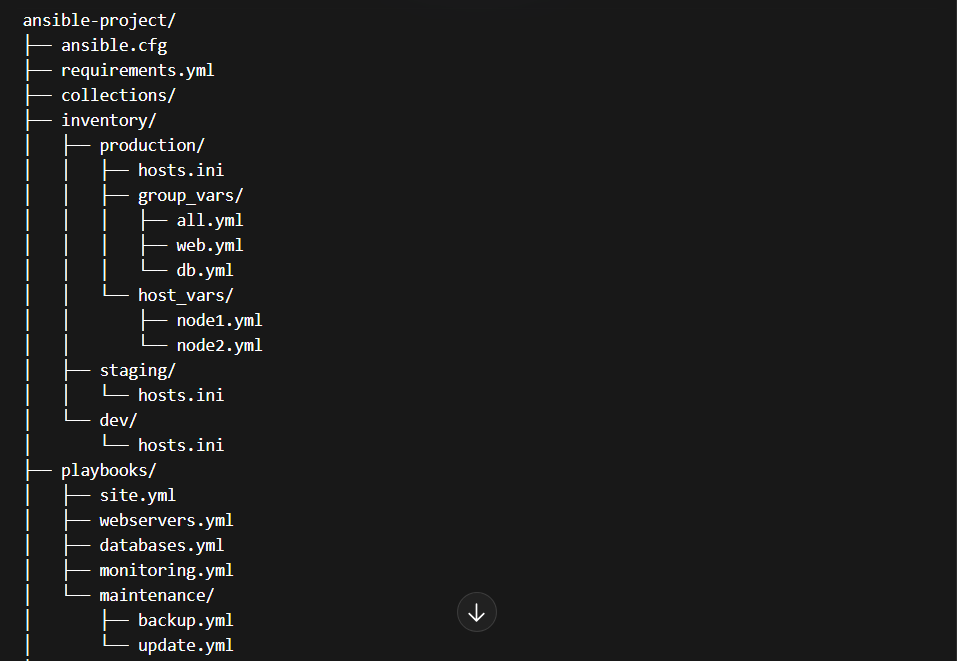 ansible-project/
├── ansible.cfg
├── requirements.yml
├── collections/
├── inventory/
│   ├── production/
│   │   ├── hosts.ini
│   │   ├── group_vars/
│   │   │   ├── all.yml
│   │   │   ├── web.yml
│   │   │   └── db.yml
│   │   └── host_vars/
│   │       ├── node1.yml
│   │       └── node2.yml
│   ├── staging/
│   │   └── hosts.ini
│   └── dev/
│       └── hosts.ini
├── playbooks/
│   ├── site.yml
│   ├── webservers.yml
│   ├── databases.yml
│   ├── monitoring.yml
│   └── maintenance/
│       ├── backup.yml
│       └── update.yml